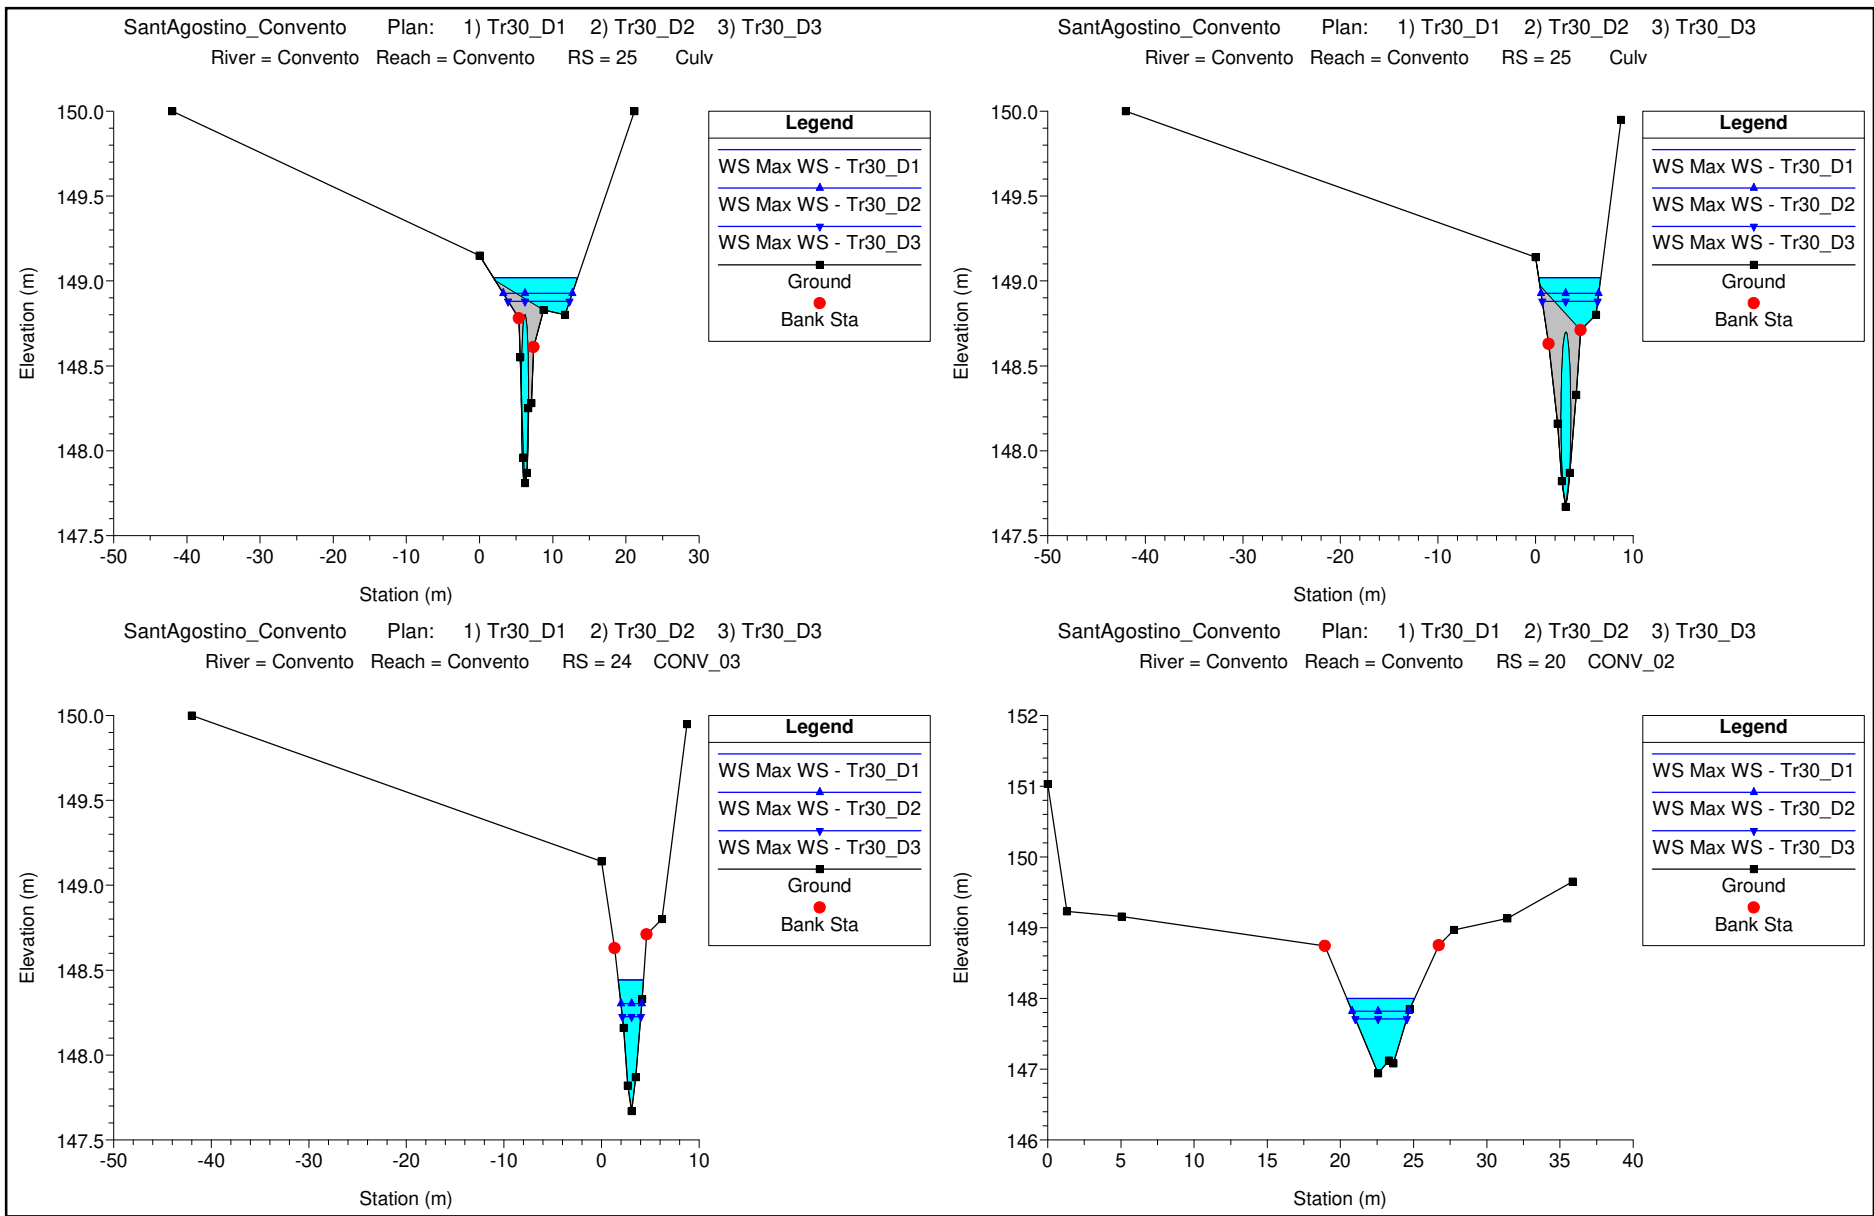 SantAgostino_Convento Plan: 1) Tr30_D1 2) Tr30_D2 3) Tr30_D3
River = Convento Reach = Convento RS = 25 Culv
150.0
149.5
149.0
148.5
148.0
147.5
Elevation (m)
-50 -40 -30 -20 -10 0 10 20 30
Station (m)
Legend
WS Max WS - Tr30_D1
WS Max WS - Tr30_D2
WS Max WS - Tr30_D3
Ground
Bank Sta
SantAgostino_Convento Plan: 1) Tr30_D1 2) Tr30_D2 3) Tr30_D3
River = Convento Reach = Convento RS = 25 Culv
150.0
149.5
149.0
148.5
148.0
147.5
Elevation (m)
-50 -40 -30 -20 -10 0 10
Station (m)
Legend
WS Max WS - Tr30_D1
WS Max WS - Tr30_D2
WS Max WS - Tr30_D3
Ground
Bank Sta
SantAgostino_Convento Plan: 1) Tr30_D1 2) Tr30_D2 3) Tr30_D3
River = Convento Reach = Convento RS = 24 CONV_03
150.0
149.5
149.0
148.5
148.0
147.5
Elevation (m)
-50 -40 -30 -20 -10 0 10
Station (m)
Legend
WS Max WS - Tr30_D1
WS Max WS - Tr30_D2
WS Max WS - Tr30_D3
Ground
Bank Sta
SantAgostino_Convento Plan: 1) Tr30_D1 2) Tr30_D2 3) Tr30_D3
River = Convento Reach = Convento RS = 20 CONV_02
152
151
150
149
148
147
146
Elevation (m)
0 5 10 15 20 25 30 35 40
Station (m)
Legend
WS Max WS - Tr30_D1
WS Max WS - Tr30_D2
WS Max WS - Tr30_D3
Ground
Bank Sta